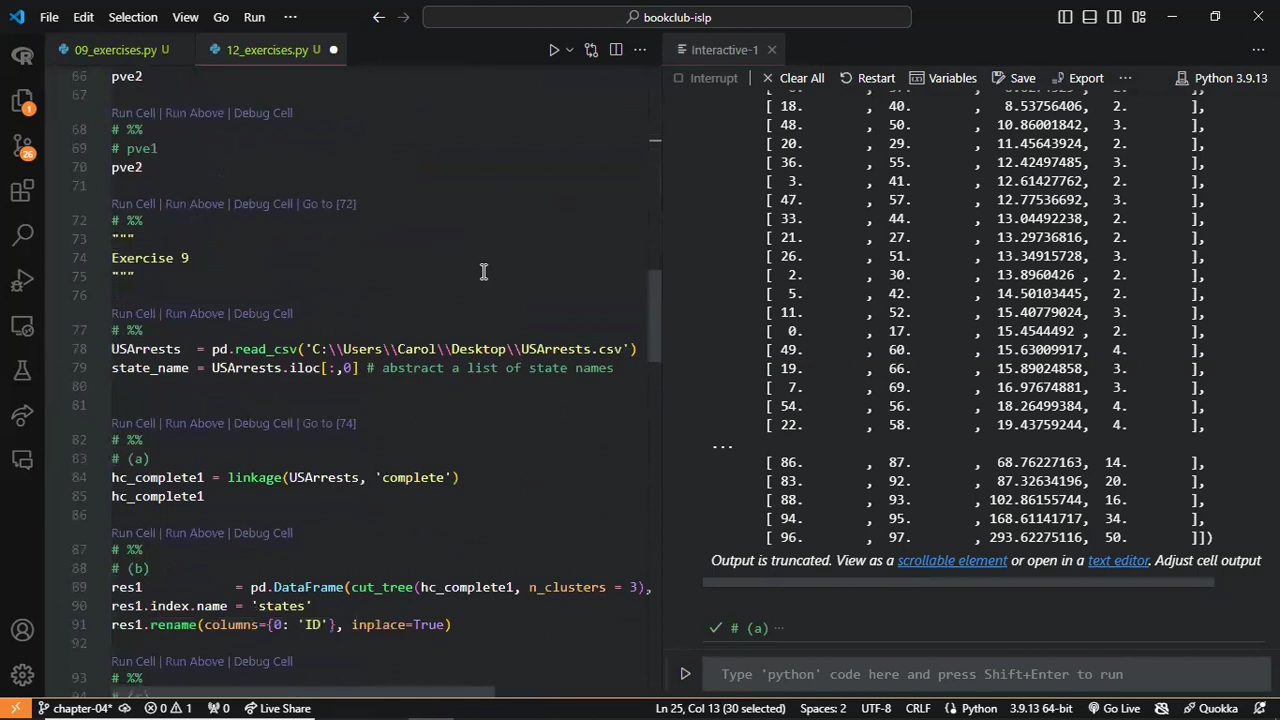 File Edit Selection View Go Run ··· bookclub-islp
09_exercises.py U 12_exercises.py U Interactive-1
Interrupt Clear All Restart Variables Save Export ··· Python 3.9.13
66 pve2
67
Run Cell | Run Above | Debug Cell
68 # %%
69 # pve1
70 pve2
71
Run Cell | Run Above | Debug Cell | Go to [72]
72 # %%
73 """
74 Exercise 9
75 """
76
Run Cell | Run Above | Debug Cell
77 # %%
78 USArrests = pd.read_csv('C:\\Users\\Carol\\Desktop\\USArrests.csv')
79 state_name = USArrests.iloc[:,0] # abstract a list of state names
80
81
Run Cell | Run Above | Debug Cell | Go to [74]
82 # %%
83 # (a)
84 hc_complete1 = linkage(USArrests, 'complete')
85 hc_complete1
86
Run Cell | Run Above | Debug Cell
87 # %%
88 # (b)
89 res1 = pd.DataFrame(cut_tree(hc_complete1, n_clusters = 3),
90 res1.index.name = 'states'
91 res1.rename(columns={0: 'ID'}, inplace=True)
92
Run Cell | Run Above | Debug Cell
93 # %%
[ 18. , 40. , 8.53756406, 2. ],
[ 48. , 50. , 10.86001842, 3. ],
[ 20. , 29. , 11.45643924, 2. ],
[ 36. , 55. , 12.42497485, 3. ],
[ 3. , 41. , 12.61427762, 2. ],
[ 47. , 57. , 12.77536692, 3. ],
[ 33. , 44. , 13.04492238, 2. ],
[ 21. , 27. , 13.29736816, 2. ],
[ 26. , 51. , 13.34915728, 3. ],
[ 2. , 30. , 13.8960426 , 2. ],
[ 5. , 42. , 14.50103445, 2. ],
[ 11. , 52. , 15.40779024, 3. ],
[ 0. , 17. , 15.4544492 , 2. ],
[ 49. , 60. , 15.63009917, 4. ],
[ 19. , 66. , 15.89024358, 3. ],
[ 7. , 69. , 16.97674881, 3. ],
[ 54. , 56. , 18.26499384, 4. ],
[ 22. , 58. , 19.43759244, 4. ],
...
[ 86. , 87. , 68.76227163, 14. ],
[ 83. , 92. , 87.32634196, 20. ],
[ 88. , 93. , 102.86155744, 16. ],
[ 94. , 95. , 168.61141717, 34. ],
[ 96. , 97. , 293.62275116, 50. ]])
Output is truncated. View as a scrollable element or open in a text editor. Adjust cell output
# (a) ···
Type 'python' code here and press Shift+Enter to run
chapter-04* 0 1 0 Live Share Ln 25, Col 13 (30 selected) Spaces: 2 UTF-8 CRLF Python 3.9.13 64-bit Go Live Quokka